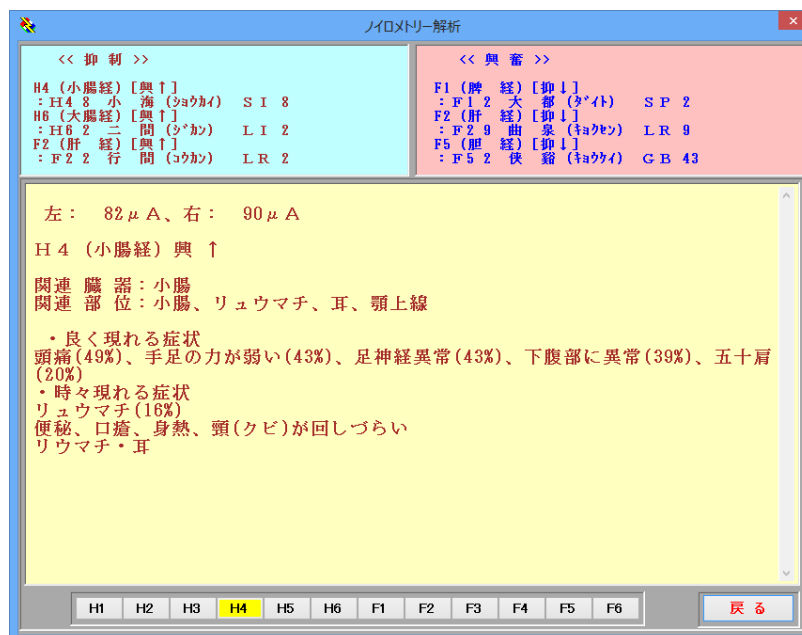 ノイロメトリー解析
<< 抑 制 >>
H4 (小腸経) [興↑]
:H4 8 小 海 (ショウカイ) SI 8
H6 (大腸経) [興↑]
:H6 2 二 間 (ジカン) LI 2
F2 (肝 経) [興↑]
:F2 2 行 間 (コウカン) LR 2
<< 興 奮 >>
F1 (脾 経) [抑↓]
:F1 2 大 都 (ダイト) SP 2
F2 (肝 経) [抑↓]
:F2 9 曲 泉 (キョクセン) LR 9
F5 (胆 経) [抑↓]
:F5 2 侠 谿 (キョウケイ) GB 43
左: 82μA、右: 90μA
H4 (小腸経) 興 ↑
関連 臓 器:小腸
関連 部 位:小腸、リュウマチ、耳、顎上線
・良く現れる症状
頭痛(49%)、手足の力が弱い(43%)、足神経異常(43%)、下腹部に異常(39%)、五十肩
(20%)
・時々現れる症状
リュウマチ(16%)
便秘、口瘡、身熱、頸(クビ)が回しづらい
リウマチ・耳
H1 H2 H3 H4 H5 H6 F1 F2 F3 F4 F5 F6 戻 る